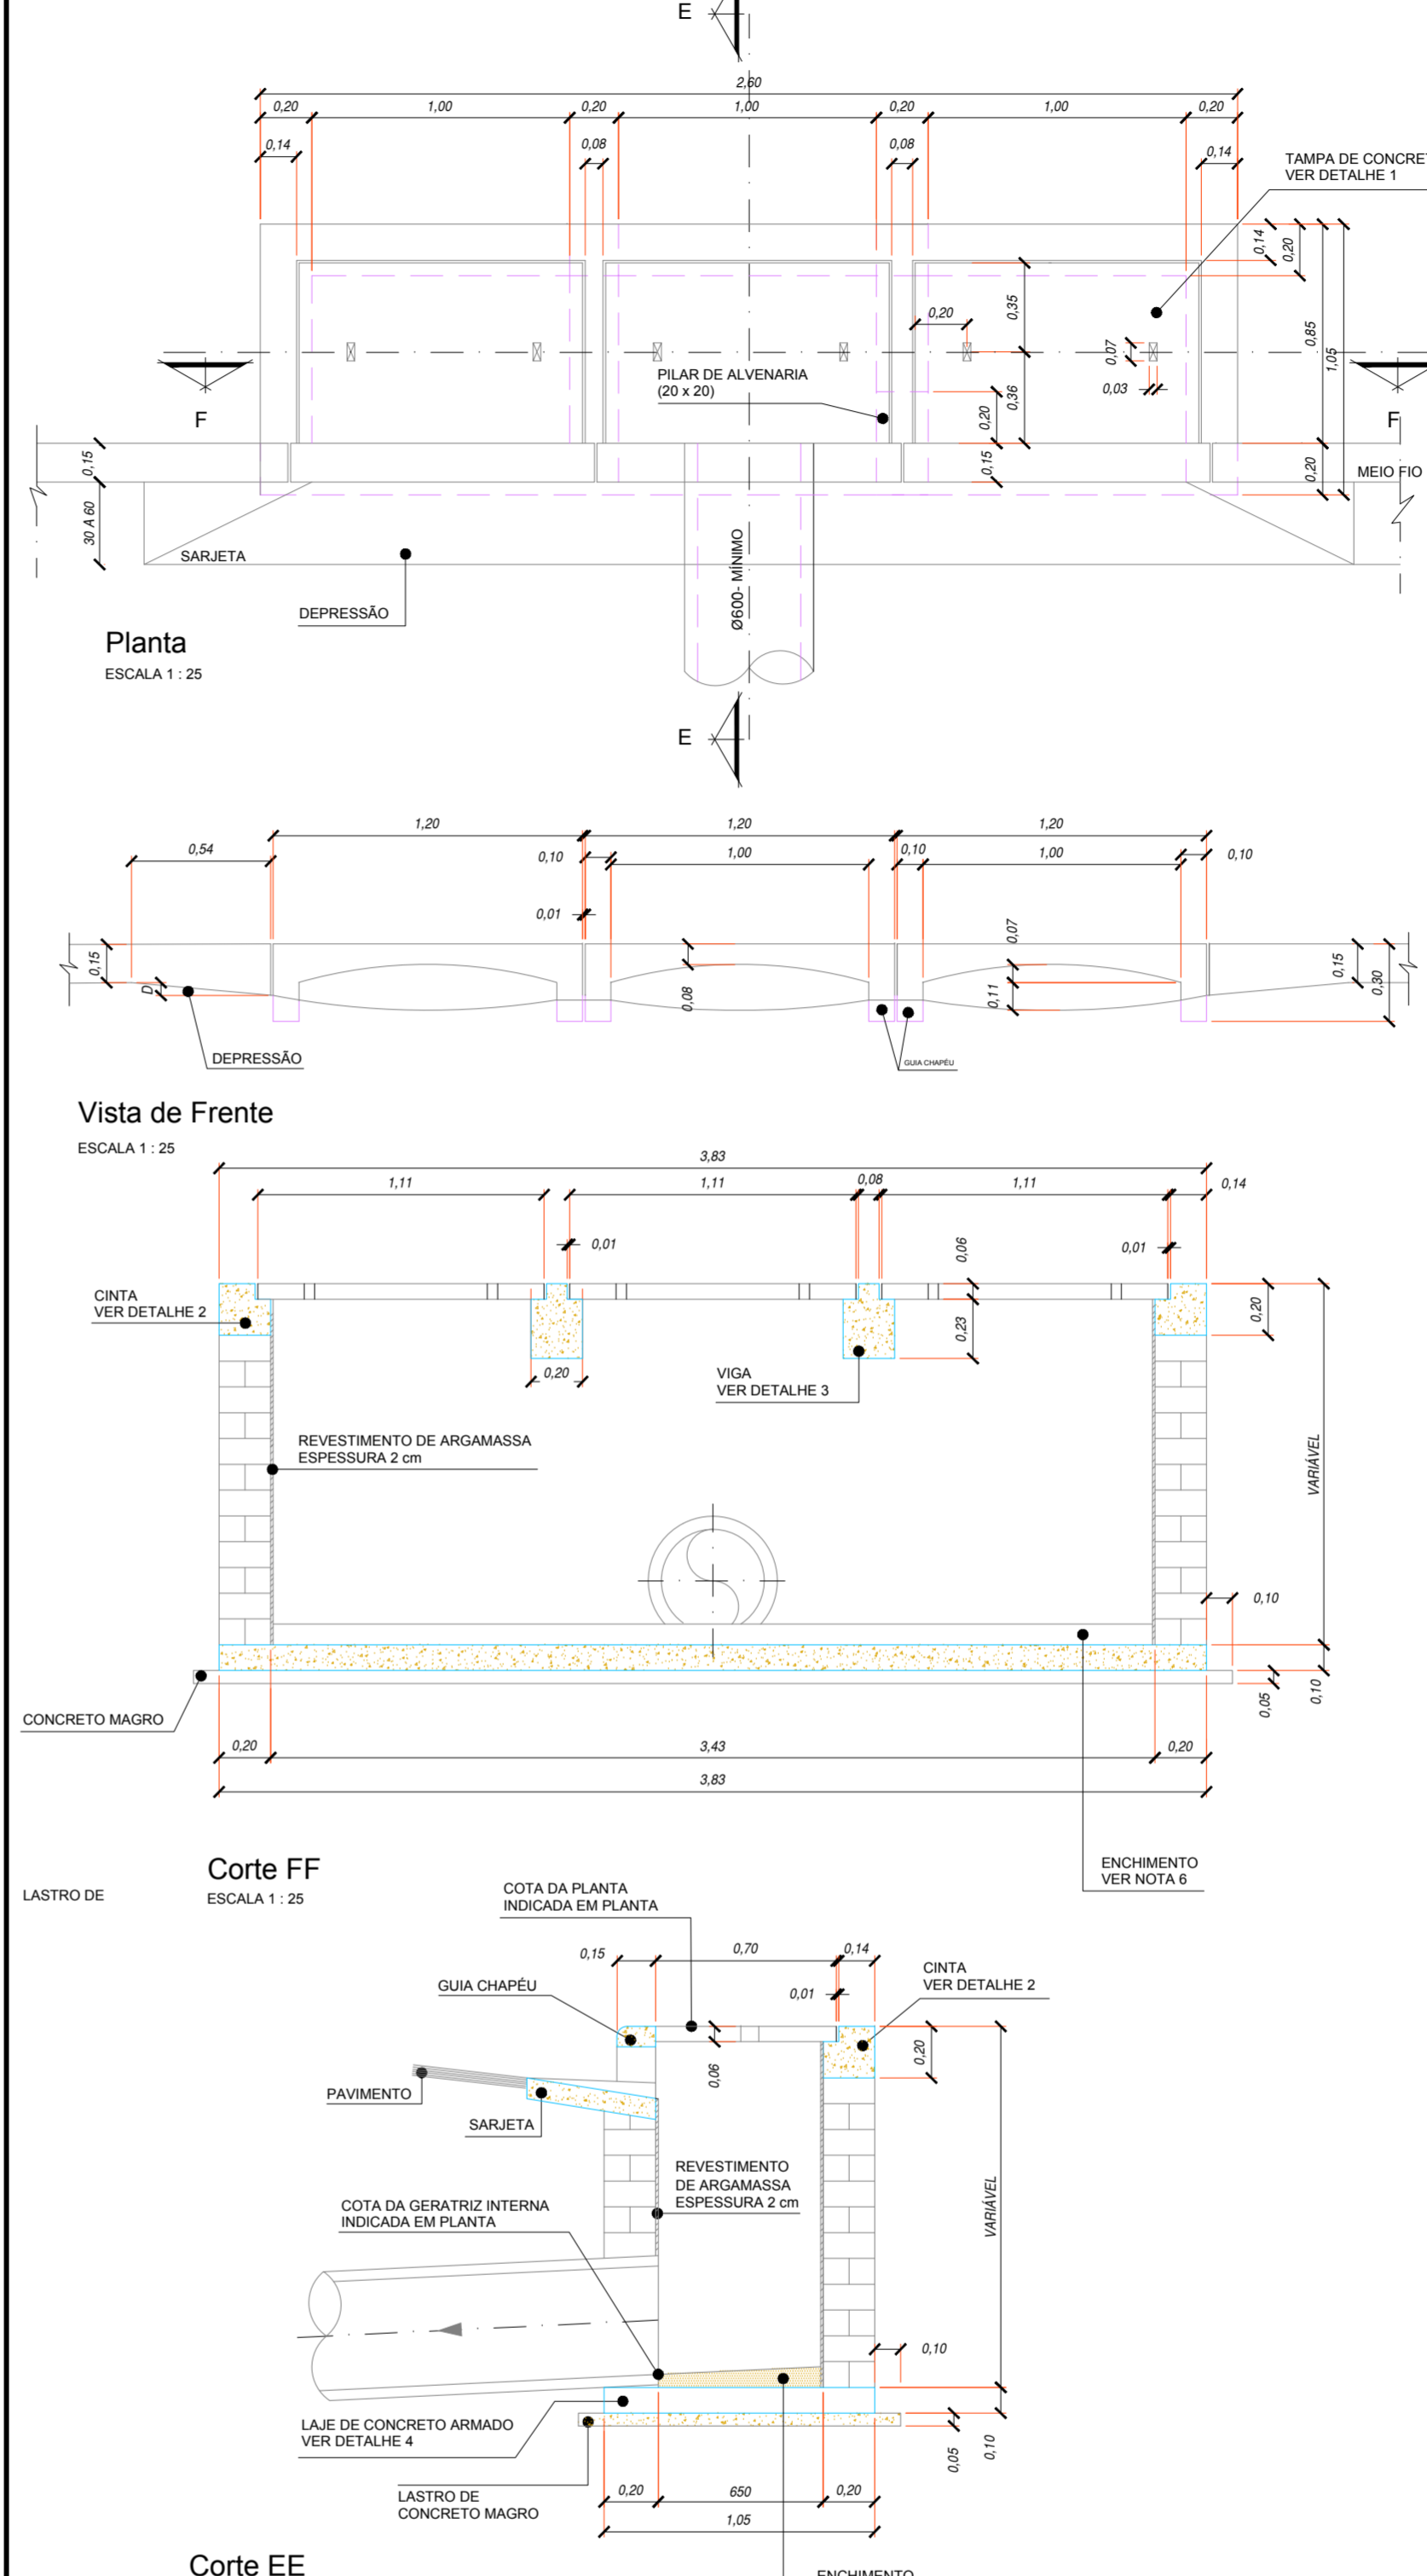 E
2,60
0,20
1,00
0,20
1,00
0,20
1,00
0,20
0,14
0,08
0,08
0,14
TAMPA DE CONCRET
VER DETALHE 1
0,14
0,20
0,35
0,20
0,85
1,05
0,07
PILAR DE ALVENARIA
(20 x 20)
0,03
0,36
0,20
F
F
0,15
0,15
0,20
MEIO FIO
30 A 60
SARJETA
Ø600- MÍNIMO
DEPRESSÃO
Planta
ESCALA 1 : 25
E
1,20
1,20
1,20
0,54
0,10
1,00
0,10
1,00
0,10
0,01
0,07
0,15
D
0,08
0,11
0,15
0,30
DEPRESSÃO
GUIA CHAPÉU
Vista de Frente
ESCALA 1 : 25
3,83
1,11
1,11
0,08
1,11
0,14
0,01
0,06
0,01
CINTA
VER DETALHE 2
0,23
0,20
0,20
VIGA
VER DETALHE 3
REVESTIMENTO DE ARGAMASSA
ESPESSURA 2 cm
VARIÁVEL
0,10
0,05
0,10
CONCRETO MAGRO
0,20
3,43
0,20
3,83
Corte FF
ESCALA 1 : 25
ENCHIMENTO
VER NOTA 6
LASTRO DE
COTA DA PLANTA
INDICADA EM PLANTA
0,15
0,70
0,14
GUIA CHAPÉU
0,01
CINTA
VER DETALHE 2
0,06
0,20
PAVIMENTO
SARJETA
REVESTIMENTO
DE ARGAMASSA
ESPESSURA 2 cm
VARIÁVEL
COTA DA GERATRIZ INTERNA
INDICADA EM PLANTA
0,10
LAJE DE CONCRETO ARMADO
VER DETALHE 4
0,05
0,10
LASTRO DE
CONCRETO MAGRO
0,20
650
0,20
1,05
Corte EE
ENCHIMENTO